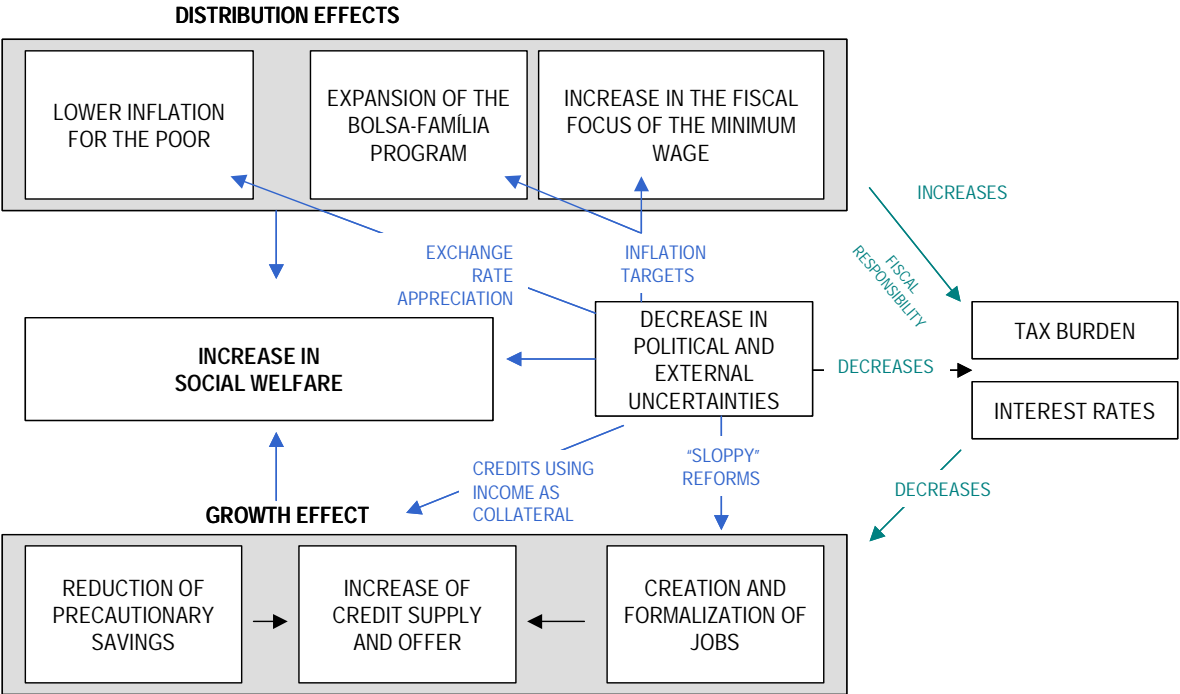 DISTRIBUTION EFFECTS
LOWER INFLATION
FOR THE POOR
EXPANSION OF THE
BOLSA-FAMÍLIA
PROGRAM
INCREASE IN THE FISCAL
FOCUS OF THE MINIMUM
WAGE
INCREASES
FISCAL
RESPONSIBILITY
EXCHANGE
RATE
APPRECIATION
INFLATION
TARGETS
INCREASE IN
SOCIAL WELFARE
DECREASE IN
POLITICAL AND
EXTERNAL
UNCERTAINTIES
DECREASES
TAX BURDEN
INTEREST RATES
CREDITS USING
INCOME AS
COLLATERAL
"SLOPPY"
REFORMS
DECREASES
GROWTH EFFECT
REDUCTION OF
PRECAUTIONARY
SAVINGS
INCREASE OF
CREDIT SUPPLY
AND OFFER
CREATION AND
FORMALIZATION OF
JOBS